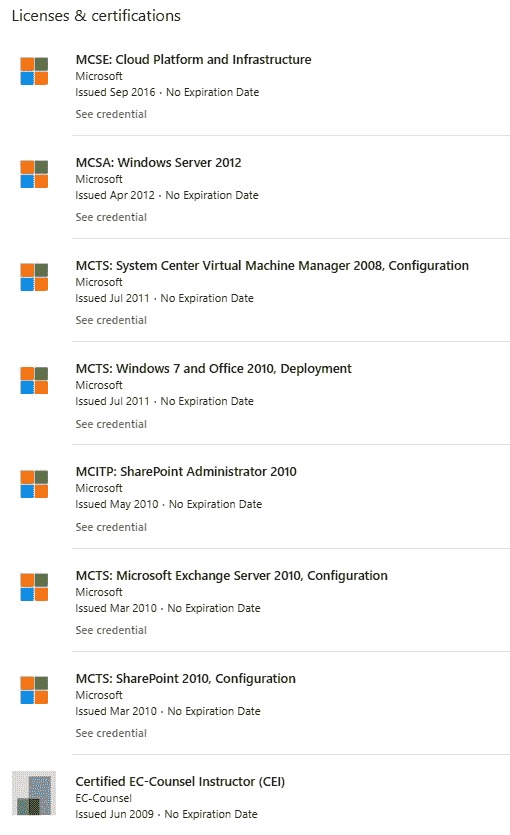 Licenses & certifications
MCSE: Cloud Platform and Infrastructure
Microsoft
Issued Sep 2016 · No Expiration Date
See credential
MCSA: Windows Server 2012
Microsoft
Issued Apr 2012 · No Expiration Date
See credential
MCTS: System Center Virtual Machine Manager 2008, Configuration
Microsoft
Issued Jul 2011 · No Expiration Date
See credential
MCTS: Windows 7 and Office 2010, Deployment
Microsoft
Issued Jul 2011 · No Expiration Date
See credential
MCITP: SharePoint Administrator 2010
Microsoft
Issued May 2010 · No Expiration Date
See credential
MCTS: Microsoft Exchange Server 2010, Configuration
Microsoft
Issued Mar 2010 · No Expiration Date
See credential
MCTS: SharePoint 2010, Configuration
Microsoft
Issued Mar 2010 · No Expiration Date
See credential
Certified EC-Counsel Instructor (CEI)
EC-Counsel
Issued Jun 2009 · No Expiration Date